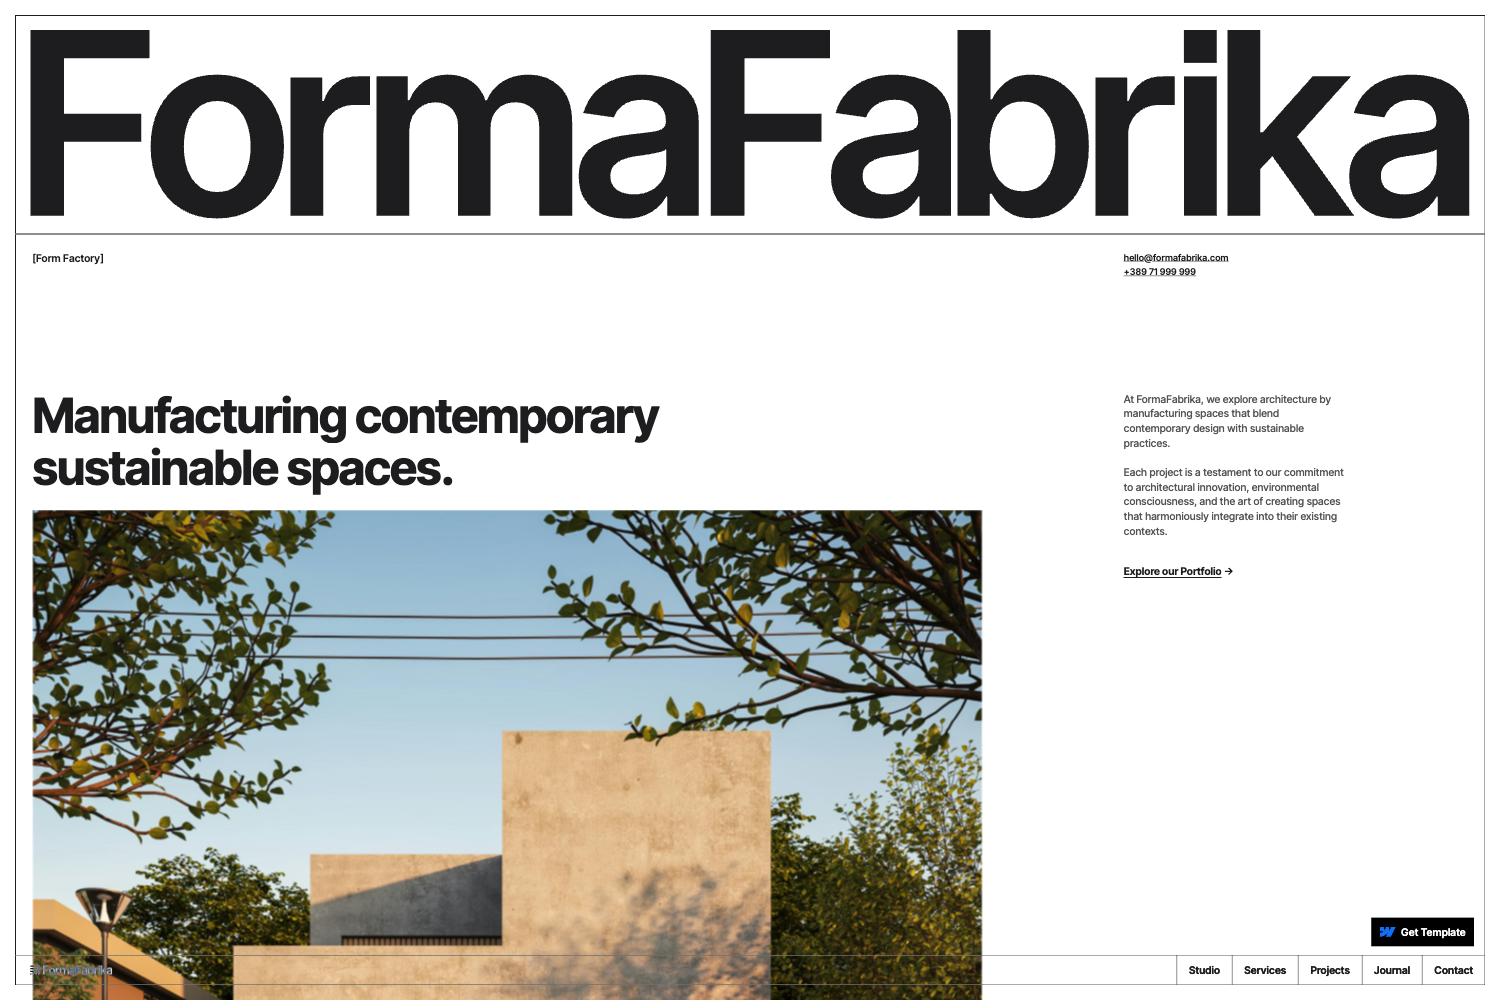 FormaFabrika
[Form Factory]
hello@formafabrika.com
+389 71 999 999
Manufacturing contemporary
sustainable spaces.
At FormaFabrika, we explore architecture by
manufacturing spaces that blend
contemporary design with sustainable
practices.
Each project is a testament to our commitment
to architectural innovation, environmental
consciousness, and the art of creating spaces
that harmoniously integrate into their existing
contexts.
Explore our Portfolio →
Get Template
FormaFabrika
Studio
Services
Projects
Journal
Contact